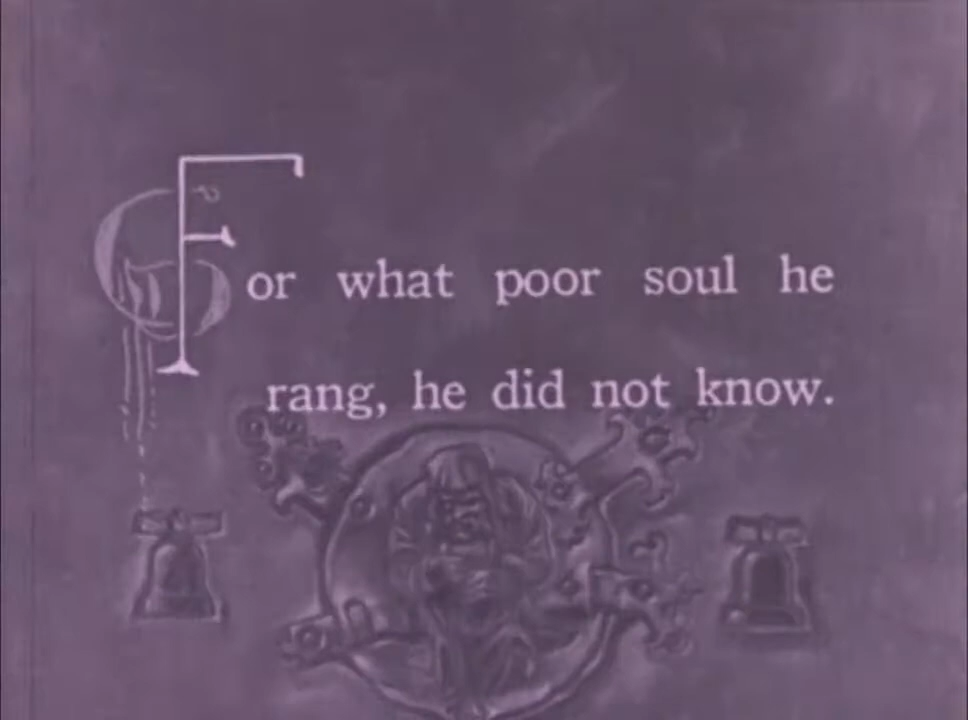 For what poor soul he
rang, he did not know.